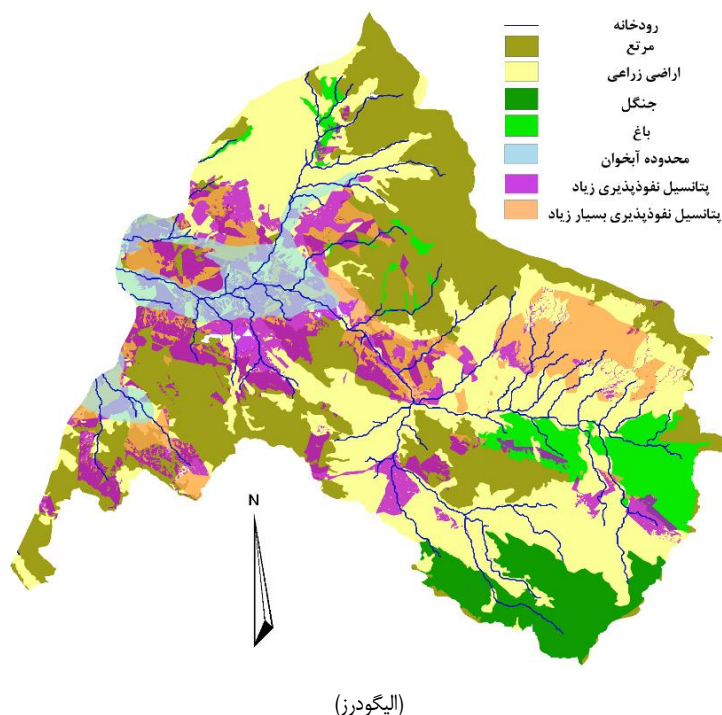 رودخانه
مرتع
اراضی زراعی
جنگل
باغ
محدوده آبخوان
پتانسیل نفوذپذیری زیاد
پتانسیل نفوذپذیری بسیار زیاد
N
(الیگودرز)